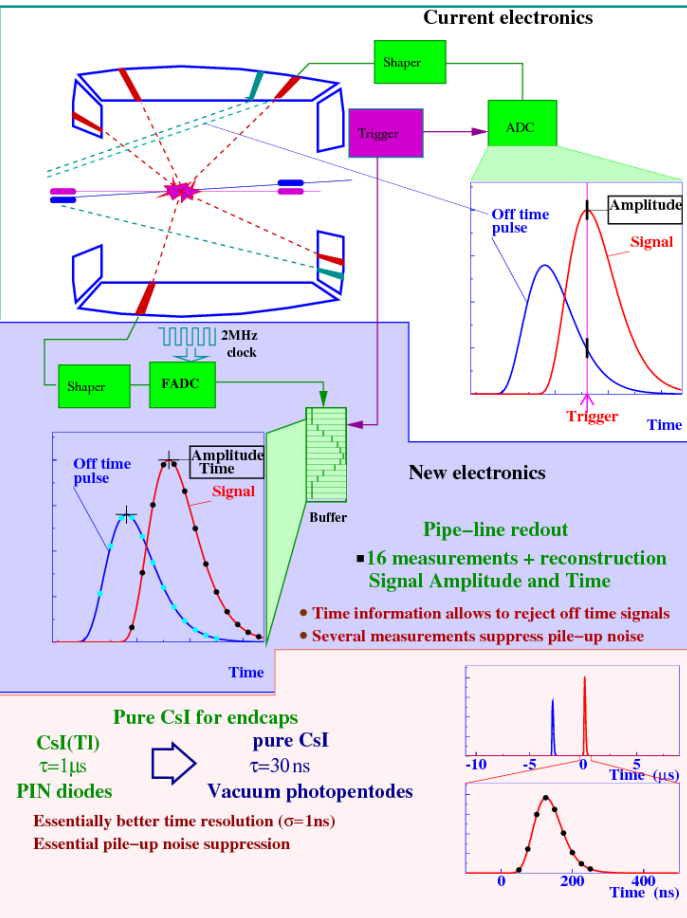 Current electronics
Shaper
Trigger
ADC
Amplitude
Off time
pulse
Signal
Trigger
Time
2MHz
clock
Shaper
FADC
Buffer
Amplitude
Time
Off time
pulse
Signal
Time
New electronics
Pipe−line redout
16 measurements + reconstruction
Signal Amplitude and Time
Time information allows to reject off time signals
Several measurements suppress pile−up noise
Pure CsI for endcaps
CsI(Tl)
τ=1μs
PIN diodes
pure CsI
τ=30 ns
Vacuum photopentodes
Essentially better time resolution (σ=1ns)
Essential pile−up noise suppression
-10 -5 0 5
Time (μs)
0 200 400
Time (ns)